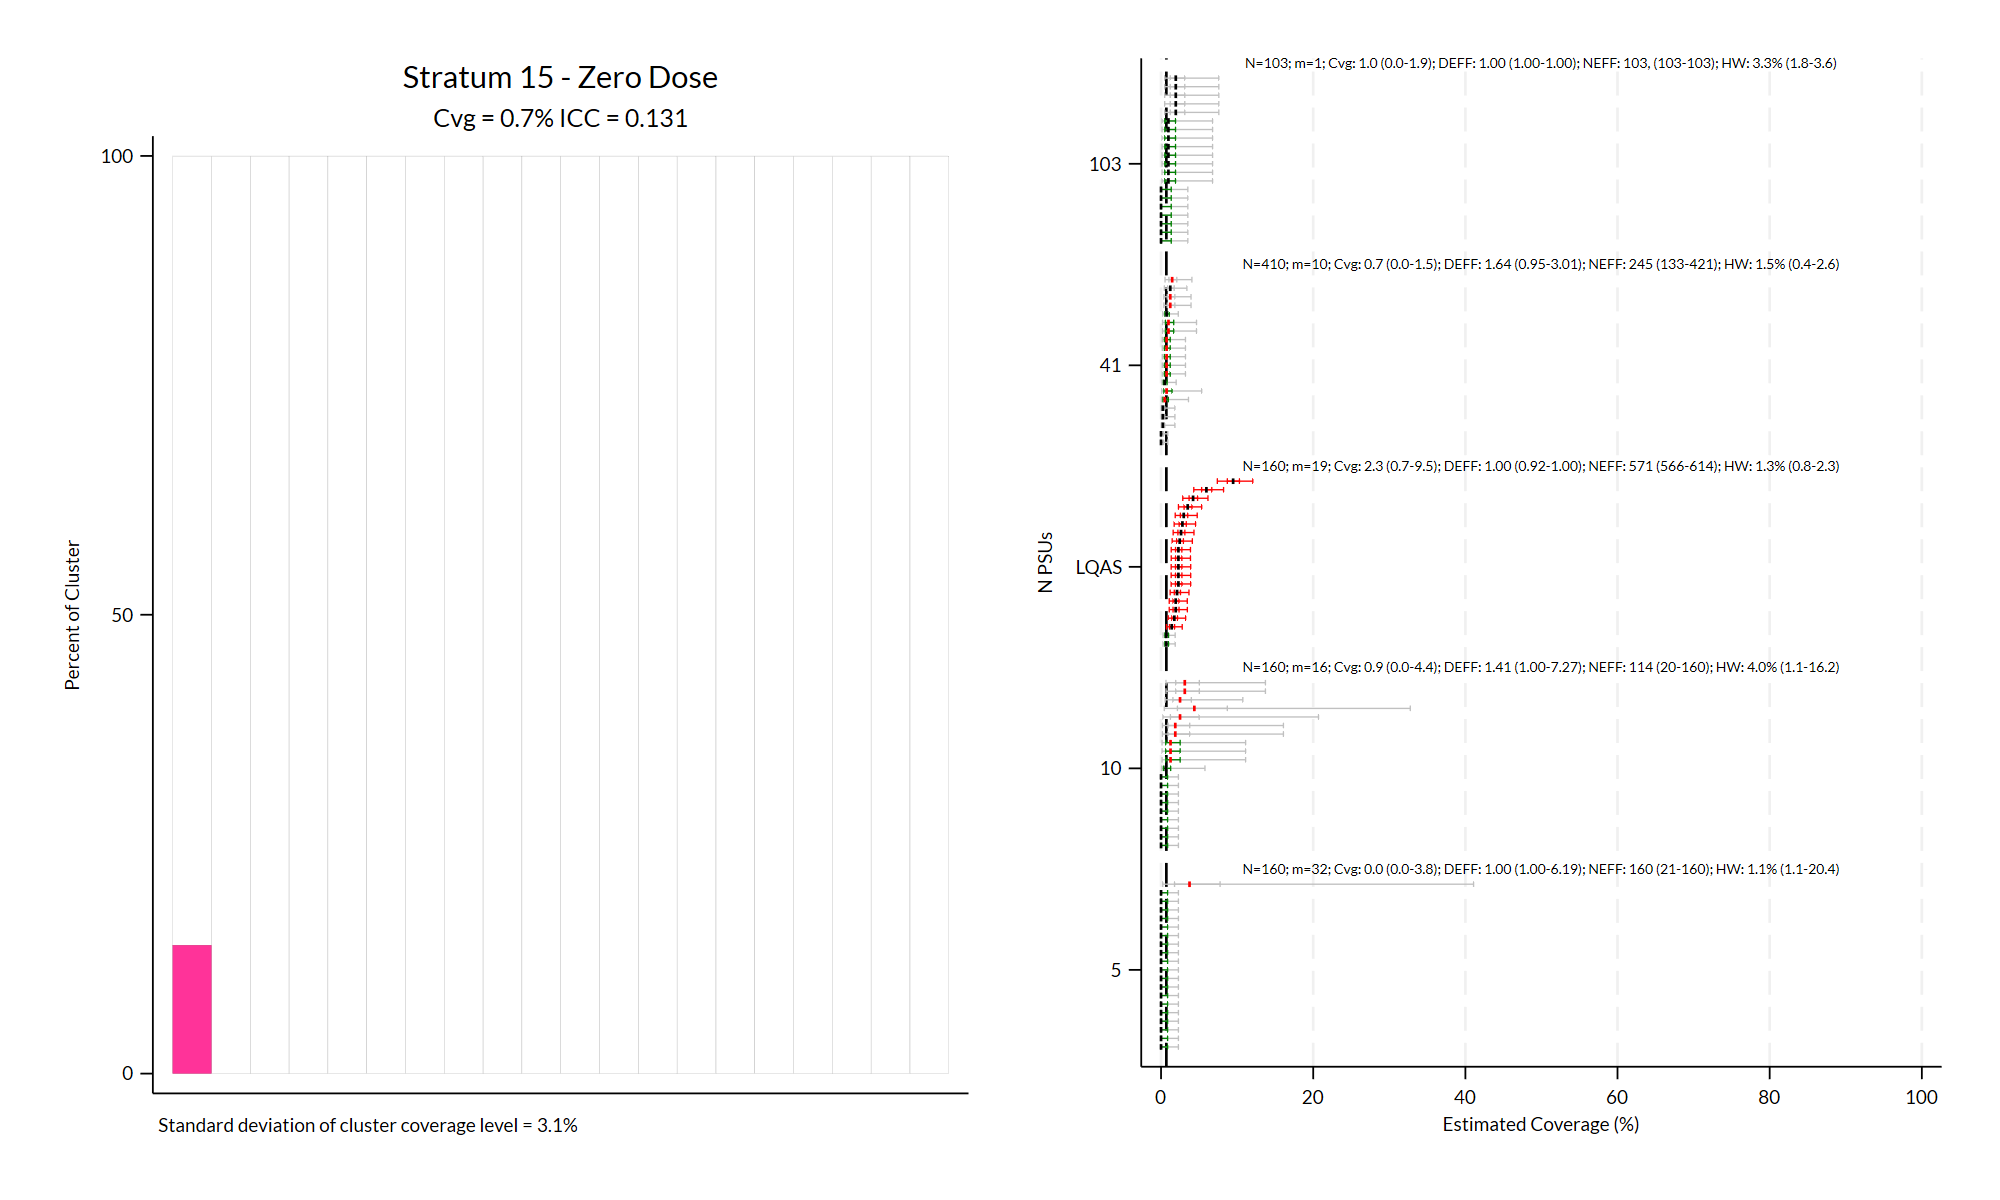 Stratum 15 - Zero Dose
Cvg = 0.7% ICC = 0.131
Percent of Cluster
100
50
0
Standard deviation of cluster coverage level = 3.1%
N PSUs
N=103; m=1; Cvg: 1.0 (0.0-1.9); DEFF: 1.00 (1.00-1.00); NEFF: 103, (103-103); HW: 3.3% (1.8-3.6)
103
N=410; m=10; Cvg: 0.7 (0.0-1.5); DEFF: 1.64 (0.95-3.01); NEFF: 245 (133-421); HW: 1.5% (0.4-2.6)
41
N=160; m=19; Cvg: 2.3 (0.7-9.5); DEFF: 1.00 (0.92-1.00); NEFF: 571 (566-614); HW: 1.3% (0.8-2.3)
LQAS
N=160; m=16; Cvg: 0.9 (0.0-4.4); DEFF: 1.41 (1.00-7.27); NEFF: 114 (20-160); HW: 4.0% (1.1-16.2)
10
N=160; m=32; Cvg: 0.0 (0.0-3.8); DEFF: 1.00 (1.00-6.19); NEFF: 160 (21-160); HW: 1.1% (1.1-20.4)
5
0 20 40 60 80 100
Estimated Coverage (%)